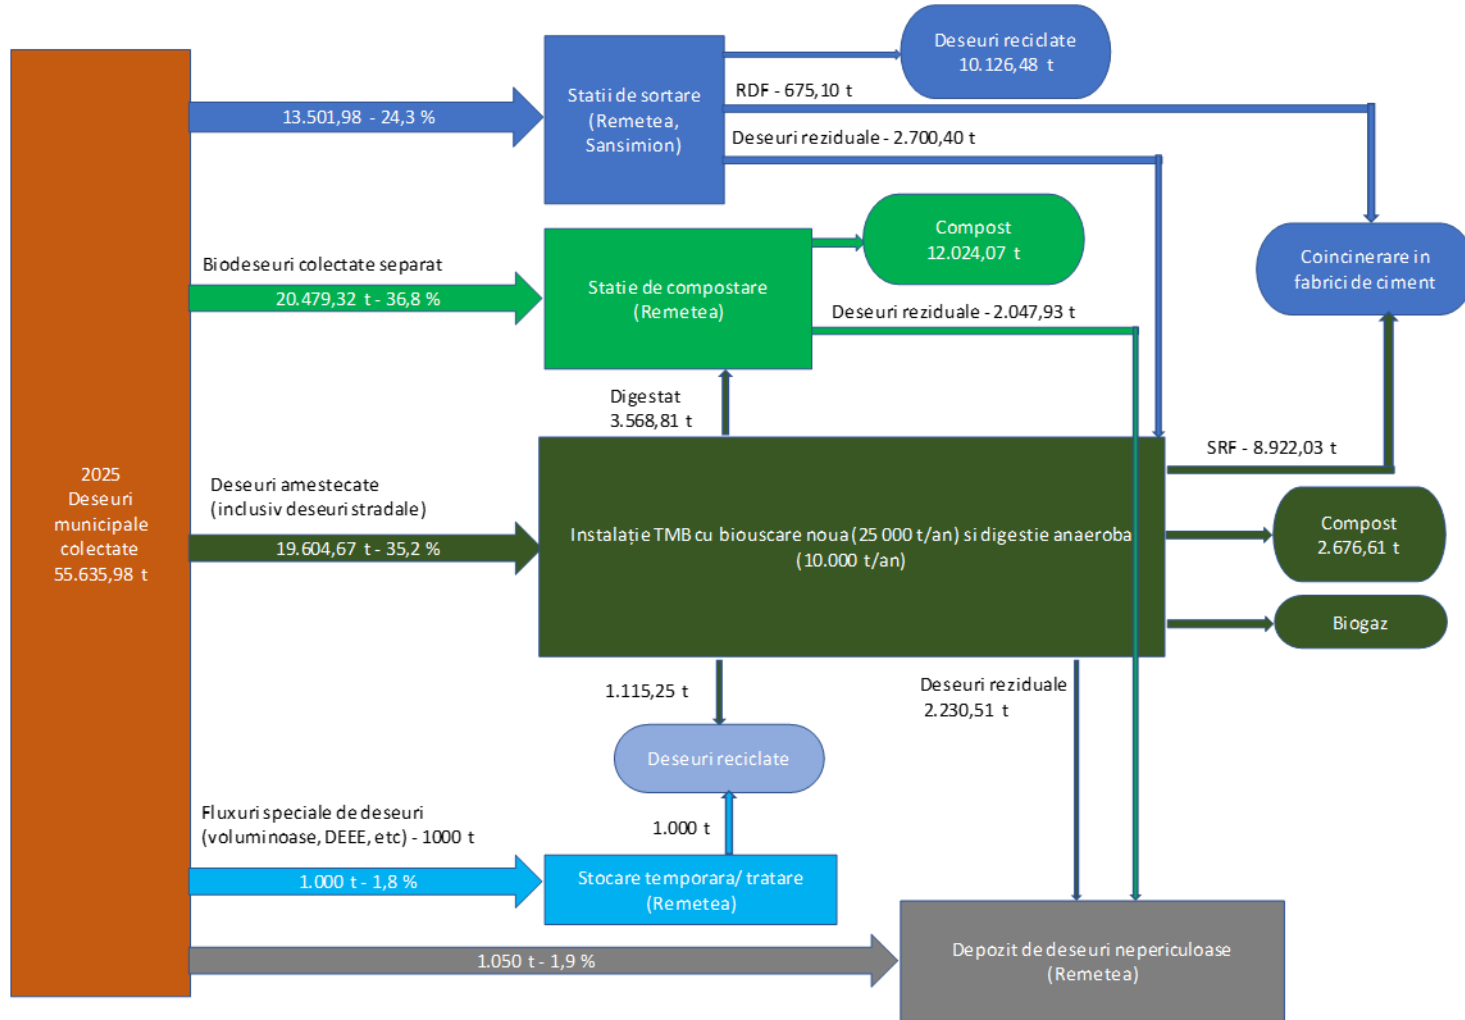 2025
Deseuri
municipale
colectate
55.635,98 t
13.501,98 - 24,3 %
Statii de sortare
(Remetea,
Sansimion)
Deseuri reciclate
10.126,48 t
RDF - 675,10 t
Deseuri reziduale - 2.700,40 t
Biodeseuri colectate separat
20.479,32 t - 36,8 %
Statie de compostare
(Remetea)
Compost
12.024,07 t
Deseuri reziduale - 2.047,93 t
Coincinerare in
fabrici de ciment
Digestat
3.568,81 t
Deseuri amestecate
(inclusiv deseuri stradale)
19.604,67 t - 35,2 %
Instalație TMB cu biouscare noua (25 000 t/an) si digestie anaeroba
(10.000 t/an)
SRF - 8.922,03 t
Compost
2.676,61 t
Biogaz
1.115,25 t
Deseuri reziduale
2.230,51 t
Deseuri reciclate
Fluxuri speciale de deseuri
(voluminoase, DEEE, etc) - 1000 t
1.000 t - 1,8 %
1.000 t
Stocare temporara/ tratare
(Remetea)
1.050 t - 1,9 %
Depozit de deseuri nepericuloase
(Remetea)